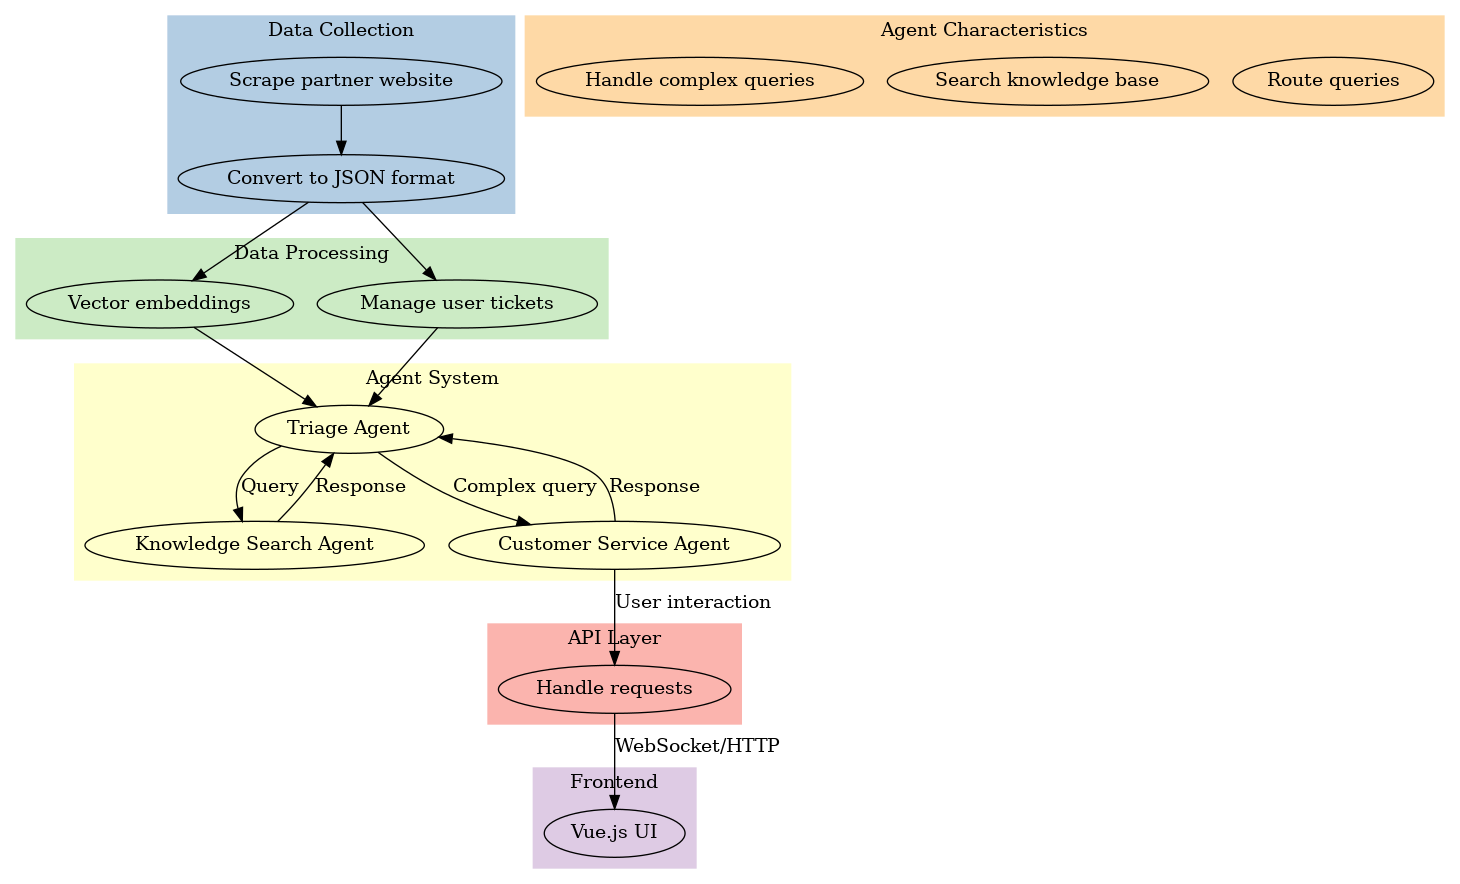 Data Collection
Scrape partner website
Convert to JSON format
Agent Characteristics
Handle complex queries
Search knowledge base
Route queries
Data Processing
Vector embeddings
Manage user tickets
Agent System
Triage Agent
Query
Response
Complex query
Response
Knowledge Search Agent
Customer Service Agent
User interaction
API Layer
Handle requests
WebSocket/HTTP
Frontend
Vue.js UI